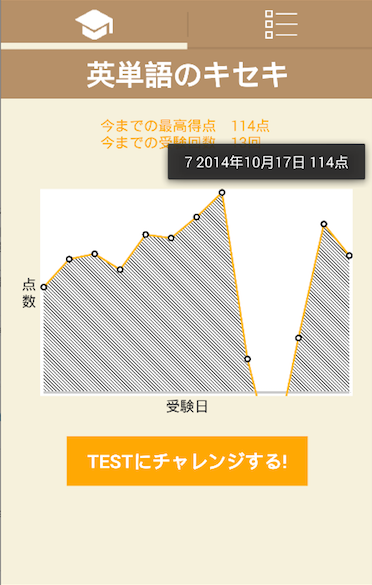 英単語のキセキ
今までの最高得点 114点
今までの受験回数 13回
7 2014年10月17日 114点
点数
受験日
TESTにチャレンジする!